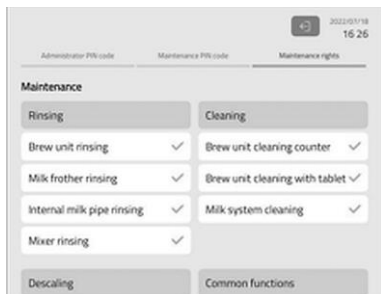 2022/07/18
16 26
Administrator PIN code
Maintenance PIN code
Maintenance rights
Maintenance
Rinsing
Cleaning
Brew unit rinsing
Brew unit cleaning counter
Milk frother rinsing
Brew unit cleaning with tablet
Internal milk pipe rinsing
Milk system cleaning
Mixer rinsing
Descaling
Common functions